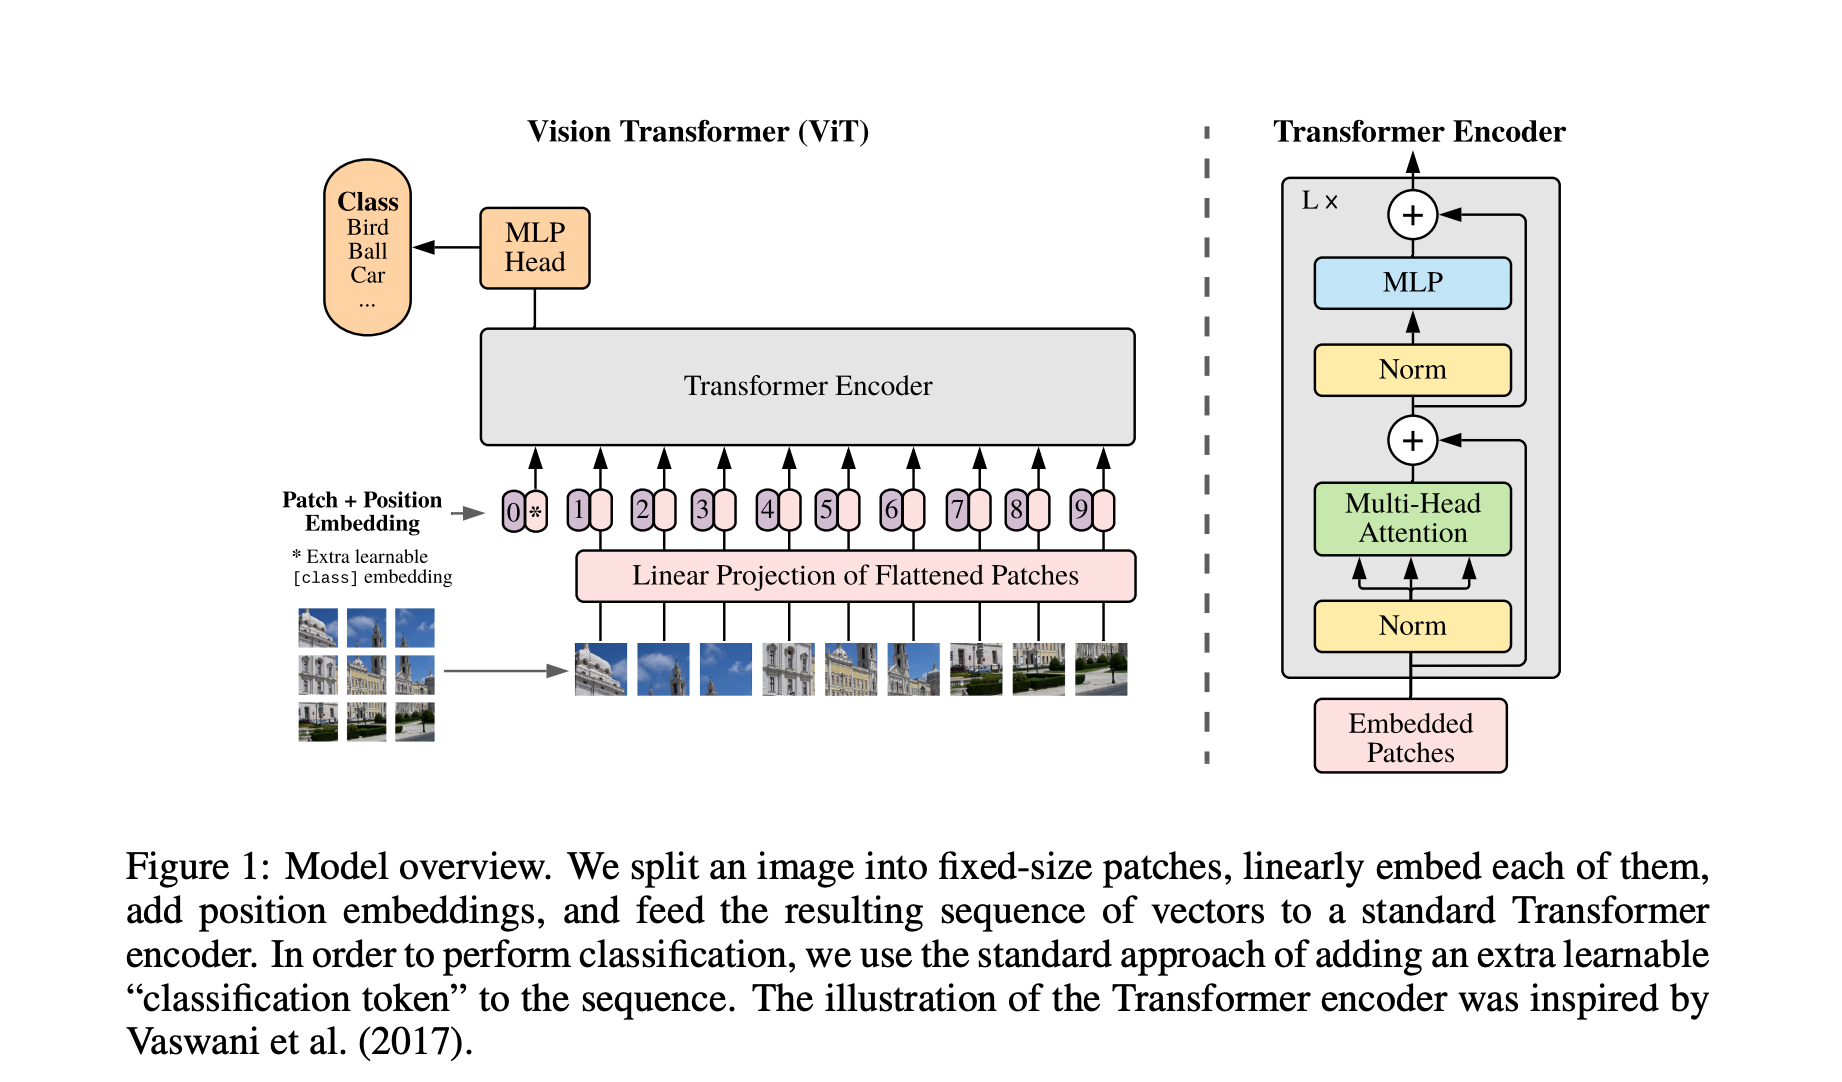 Vision Transformer (ViT)
Class
Bird
Ball
Car
...
MLP
Head
Transformer Encoder
Patch + Position
Embedding
0 * 1 2 3 4 5 6 7 8 9
* Extra learnable
[class] embedding
Linear Projection of Flattened Patches
Transformer Encoder
L x
+
MLP
Norm
+
Multi-Head
Attention
Norm
Embedded
Patches
Figure 1: Model overview. We split an image into fixed-size patches, linearly embed each of them,
add position embeddings, and feed the resulting sequence of vectors to a standard Transformer
encoder. In order to perform classification, we use the standard approach of adding an extra learnable
“classification token” to the sequence. The illustration of the Transformer encoder was inspired by
Vaswani et al. (2017).